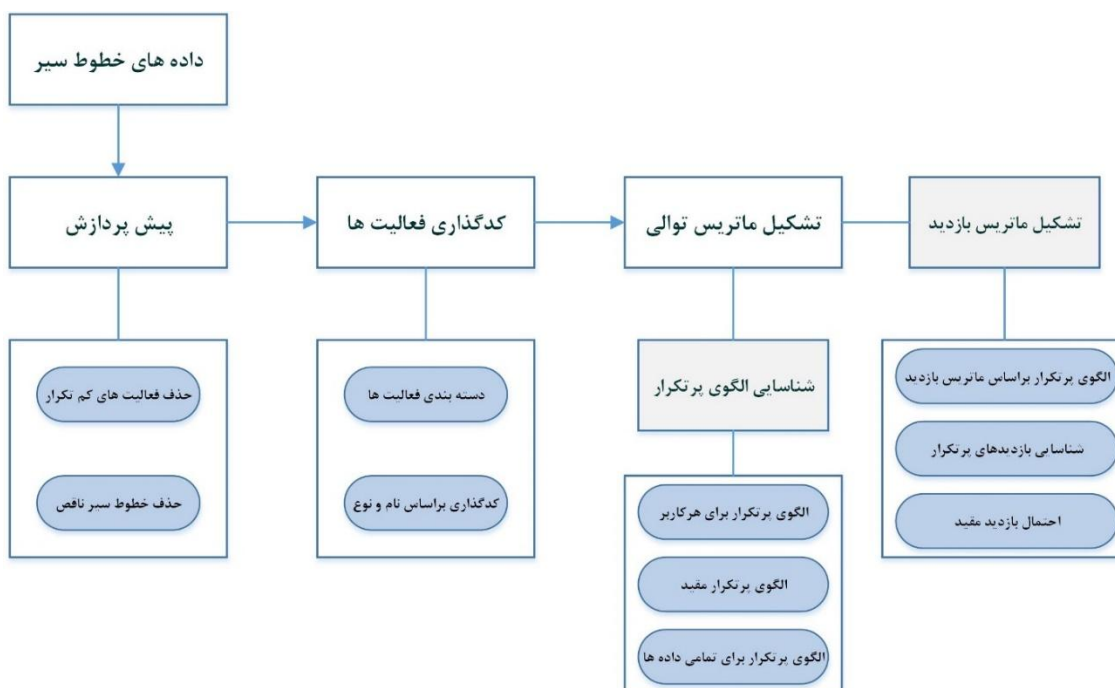 داده های خطوط سیر
پیش پردازش
کدگذاری فعالیت ها
تشکیل ماتریس توالی
تشکیل ماتریس بازدید
حذف فعالیت های کم تکرار
حذف خطوط سیر ناقص
دسته بندی فعالیت ها
کدگذاری براساس نام و نوع
شناسایی الگوی پرتکرار
الگوی پرتکرار برای هرکاربر
الگوی پرتکرار مقید
الگوی پرتکرار برای تمامی داده ها
الگوی پرتکرار براساس ماتریس بازدید
شناسایی بازدیدهای پرتکرار
احتمال بازدید مقید